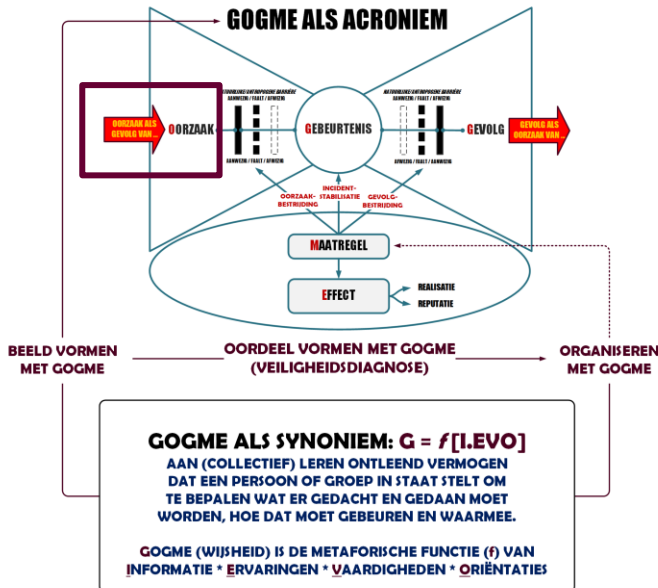 GOGME ALS ACRONIEM
NATUURLIJKE/ANTROPOGENE BARRIÈRE
AANWEZIG / FAALT / AFWEZIG
NATUURLIJKE/ANTROPOGENE BARRIÈRE
AANWEZIG / FAALT / AFWEZIG
OORZAAK ALS
GEVOLG VAN ...
OORZAAK
GEBEURTENIS
GEVOLG
GEVOLG ALS
OORZAAK VAN ...
AANWEZIG / FAALT / AFWEZIG
AFWEZIG / FAALT / AANWEZIG
OORZAAK-
BESTRIJDING
INCIDENT-
STABILISATIE
GEVOLG-
BESTRIJDING
MAATREGEL
EFFECT
REALISATIE
REPUTATIE
BEELD VORMEN
MET GOGME
OORDEEL VORMEN MET GOGME
(VEILIGHEIDSDIAGNOSE)
ORGANISEREN
MET GOGME
GOGME ALS SYNONIEM: G = f [I.EVO]
AAN (COLLECTIEF) LEREN ONTLEEND VERMOGEN
DAT EEN PERSOON OF GROEP IN STAAT STELT OM
TE BEPALEN WAT ER GEDACHT EN GEDAAN MOET
WORDEN, HOE DAT MOET GEBEUREN EN WAARMEE.
GOGME (WIJSHEID) IS DE METAFORISCHE FUNCTIE (f) VAN
INFORMATIE * ERVARINGEN * VAARDIGHEDEN * ORIËNTATIES